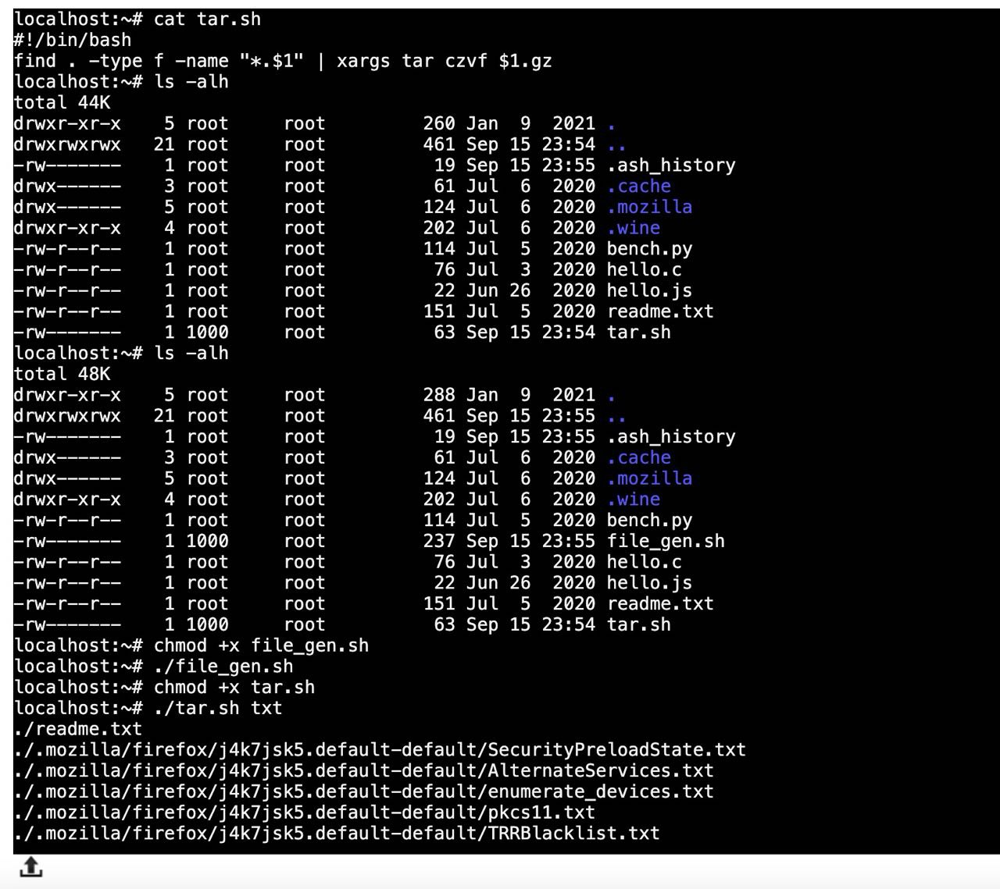 localhost:~# cat tar.sh
#!/bin/bash
find . -type f -name "*.$1" | xargs tar czvf $1.gz
localhost:~# ls -alh
total 44K
drwxr-xr-x    5 root     root         260 Jan  9  2021 .
drwxrwxrwx   21 root     root         461 Sep 15 23:54 ..
-rw-------    1 root     root          19 Sep 15 23:55 .ash_history
drwx------    3 root     root          61 Jul  6  2020 .cache
drwx------    5 root     root         124 Jul  6  2020 .mozilla
drwxr-xr-x    4 root     root         202 Jul  6  2020 .wine
-rw-r--r--    1 root     root         114 Jul  5  2020 bench.py
-rw-r--r--    1 root     root          76 Jul  3  2020 hello.c
-rw-r--r--    1 root     root          22 Jun 26  2020 hello.js
-rw-r--r--    1 root     root         151 Jul  5  2020 readme.txt
-rw-------    1 1000     root          63 Sep 15 23:54 tar.sh
localhost:~# ls -alh
total 48K
drwxr-xr-x    5 root     root         288 Jan  9  2021 .
drwxrwxrwx   21 root     root         461 Sep 15 23:55 ..
-rw-------    1 root     root          19 Sep 15 23:55 .ash_history
drwx------    3 root     root          61 Jul  6  2020 .cache
drwx------    5 root     root         124 Jul  6  2020 .mozilla
drwxr-xr-x    4 root     root         202 Jul  6  2020 .wine
-rw-r--r--    1 root     root         114 Jul  5  2020 bench.py
-rw-------    1 1000     root         237 Sep 15 23:55 file_gen.sh
-rw-r--r--    1 root     root          76 Jul  3  2020 hello.c
-rw-r--r--    1 root     root          22 Jun 26  2020 hello.js
-rw-r--r--    1 root     root         151 Jul  5  2020 readme.txt
-rw-------    1 1000     root          63 Sep 15 23:54 tar.sh
localhost:~# chmod +x file_gen.sh
localhost:~# ./file_gen.sh
localhost:~# chmod +x tar.sh
localhost:~# ./tar.sh txt
./readme.txt
./.mozilla/firefox/j4k7jsk5.default-default/SecurityPreloadState.txt
./.mozilla/firefox/j4k7jsk5.default-default/AlternateServices.txt
./.mozilla/firefox/j4k7jsk5.default-default/enumerate_devices.txt
./.mozilla/firefox/j4k7jsk5.default-default/pkcs11.txt
./.mozilla/firefox/j4k7jsk5.default-default/TRRBlacklist.txt